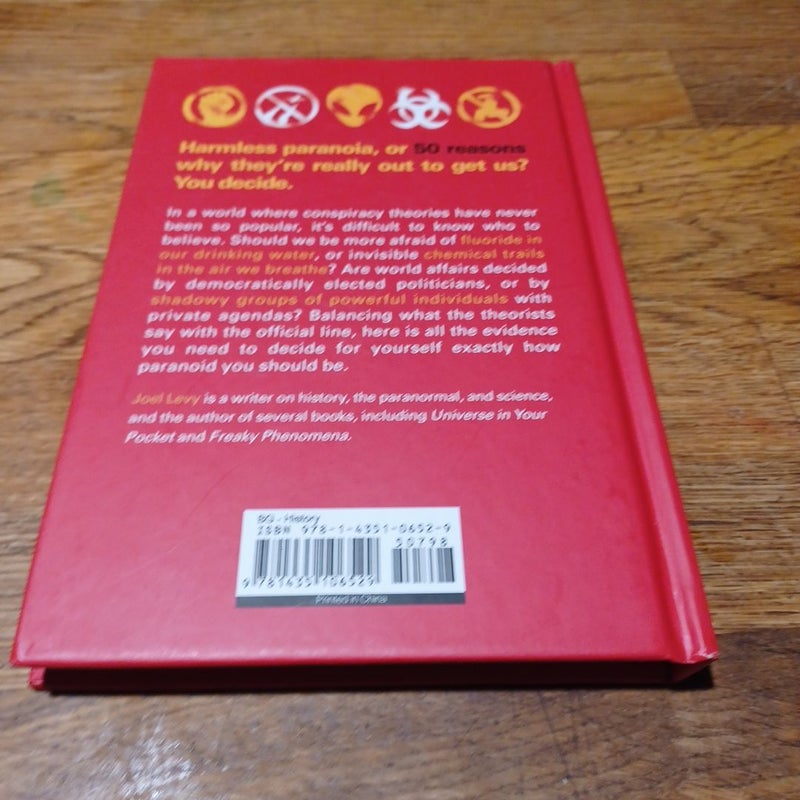 Harmless paranoia, or 50 reasons
why they're really out to get us?
You decide.
In a world where conspiracy theories have never
been so popular, it's difficult to know who to
believe. Should we be more afraid of fluoride in
our drinking water, or invisible chemical trails
in the air we breathe? Are world affairs decided
by democratically elected politicians, or by
shadowy groups of powerful individuals with
private agendas? Balancing what the theorists
say with the official line, here is all the evidence
you need to decide for yourself exactly how
paranoid you should be.
Joel Levy is a writer on history, the paranormal, and science,
and the author of several books, including Universe in Your
Pocket and Freaky Phenomena.
BG - History
ISBN 978-1-4351-0652-9
50798
9 781435 106529
Printed in China